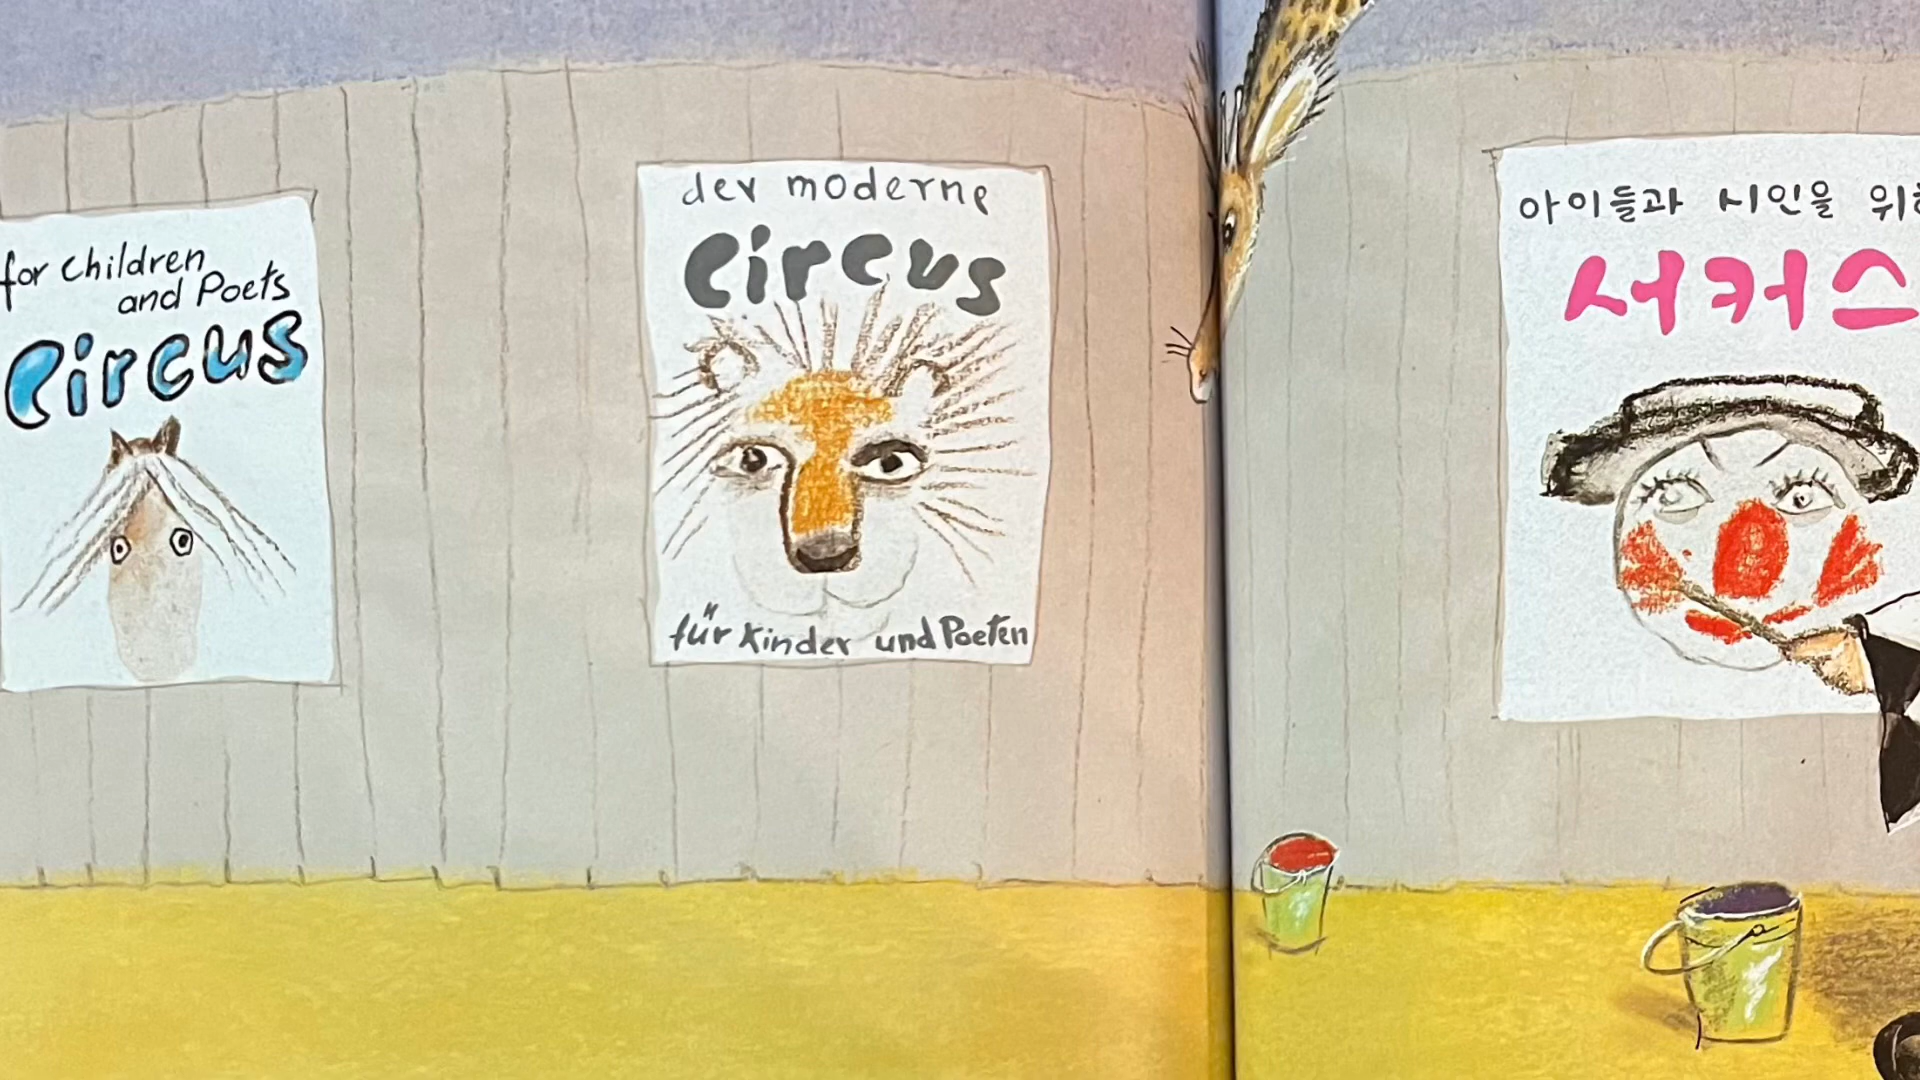 for children
and Poets
Circus
der moderne
Circus
für Kinder und Poeten
아이들과 시인을
서커스